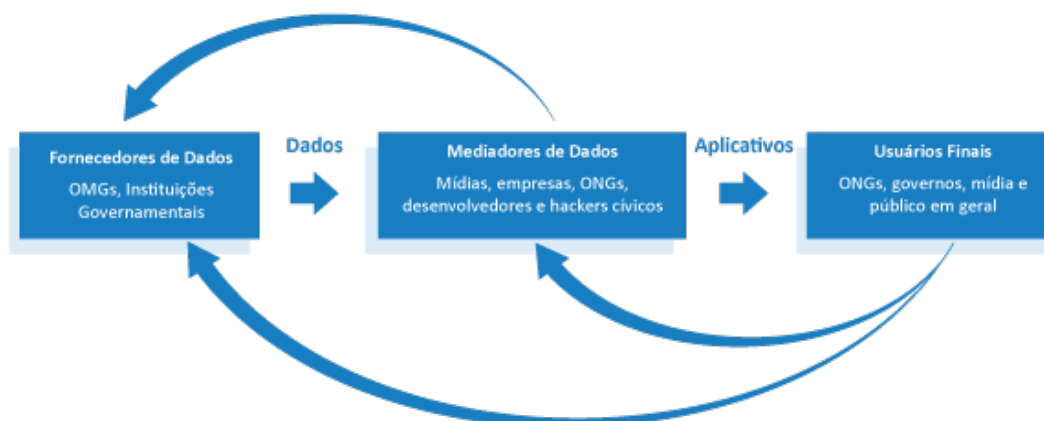 Fornecedores de Dados
OMGs, Instituições
Governamentais
Dados
Mediadores de Dados
Mídias, empresas, ONGs,
desenvolvedores e hackers cívicos
Aplicativos
Usuários Finais
ONGs, governos, mídia e
público em geral